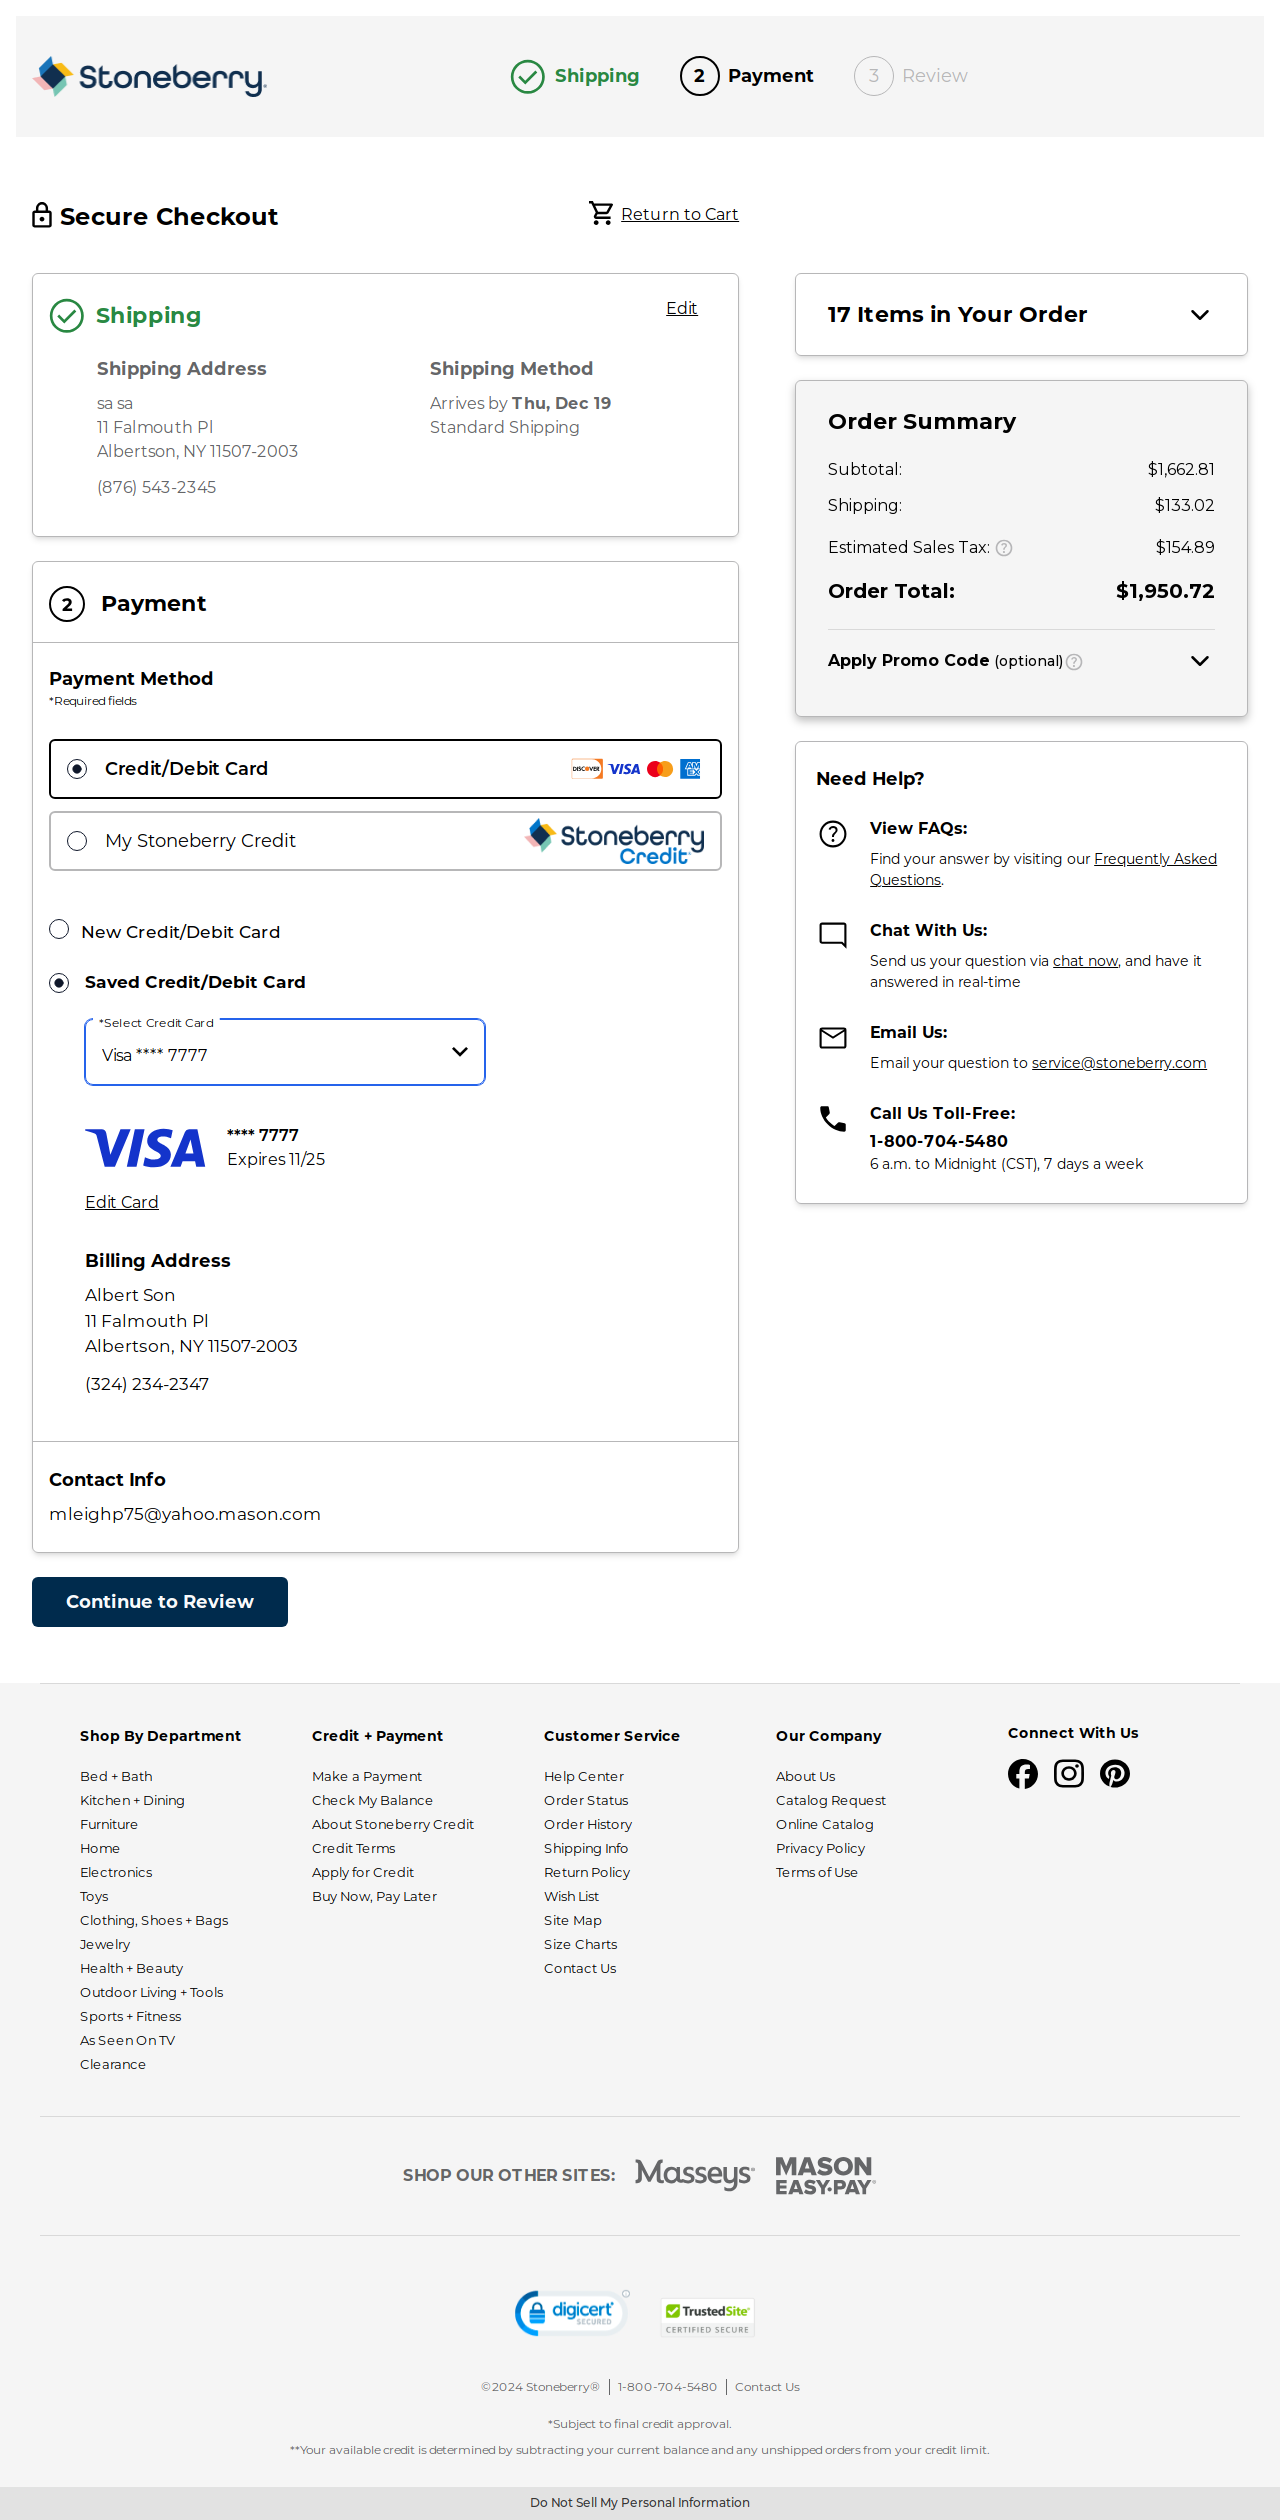 Stoneberry®
Shipping
2 Payment
3 Review
Secure Checkout
Return to Cart
Shipping
Edit
Shipping Address
sa sa
11 Falmouth Pl
Albertson, NY 11507-2003
(876) 543-2345
Shipping Method
Arrives by Thu, Dec 19
Standard Shipping
2 Payment
Payment Method
*Required fields
Credit/Debit Card
DISCOVER VISA AMEX
My Stoneberry Credit
Stoneberry
Credit
New Credit/Debit Card
Saved Credit/Debit Card
*Select Credit Card
Visa **** 7777
VISA
**** 7777
Expires 11/25
Edit Card
Billing Address
Albert Son
11 Falmouth Pl
Albertson, NY 11507-2003
(324) 234-2347
Contact Info
mleighp75@yahoo.mason.com
Continue to Review
17 Items in Your Order
Order Summary
Subtotal: $1,662.81
Shipping: $133.02
Estimated Sales Tax: ? $154.89
Order Total: $1,950.72
Apply Promo Code (optional) ?
Need Help?
View FAQs:
Find your answer by visiting our Frequently Asked
Questions.
Chat With Us:
Send us your question via chat now, and have it
answered in real-time
Email Us:
Email your question to service@stoneberry.com
Call Us Toll-Free:
1-800-704-5480
6 a.m. to Midnight (CST), 7 days a week
Shop By Department
Bed + Bath
Kitchen + Dining
Furniture
Home
Electronics
Toys
Clothing, Shoes + Bags
Jewelry
Health + Beauty
Outdoor Living + Tools
Sports + Fitness
As Seen On TV
Clearance
Credit + Payment
Make a Payment
Check My Balance
About Stoneberry Credit
Credit Terms
Apply for Credit
Buy Now, Pay Later
Customer Service
Help Center
Order Status
Order History
Shipping Info
Return Policy
Wish List
Site Map
Size Charts
Contact Us
Our Company
About Us
Catalog Request
Online Catalog
Privacy Policy
Terms of Use
Connect With Us
SHOP OUR OTHER SITES:
Masseys®
MASON
EASY•PAY®
digicert
SECURED
TrustedSite
CERTIFIED SECURE
©2024 Stoneberry® | 1-800-704-5480 | Contact Us
*Subject to final credit approval.
**Your available credit is determined by subtracting your current balance and any unshipped orders from your credit limit.
Do Not Sell My Personal Information